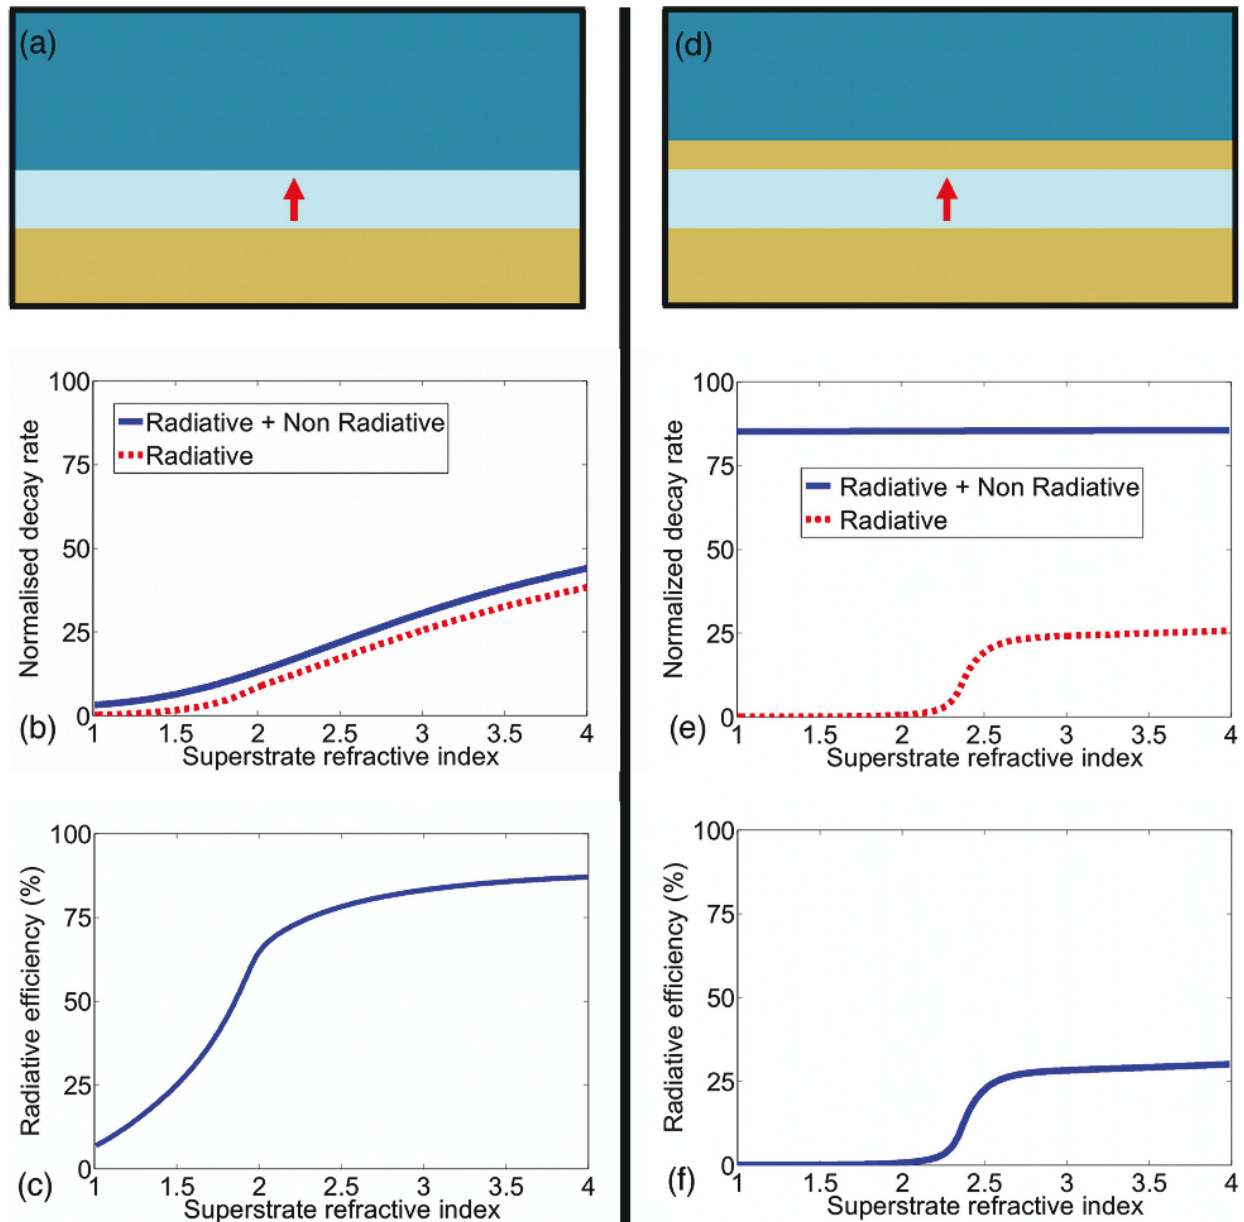 (a)
(d)
100
75
50
25
0
Normalised decay rate
Radiative + Non Radiative
Radiative
(b)
1 1.5 2 2.5 3 3.5 4
Superstrate refractive index
100
75
50
25
0
Normalized decay rate
Radiative + Non Radiative
Radiative
(e)
1 1.5 2 2.5 3 3.5 4
Superstrate refractive index
100
75
50
25
0
Radiative efficiency (%)
(c)
1 1.5 2 2.5 3 3.5 4
Superstrate refractive index
100
75
50
25
0
Radiative efficiency (%)
(f)
1 1.5 2 2.5 3 3.5 4
Superstrate refractive index